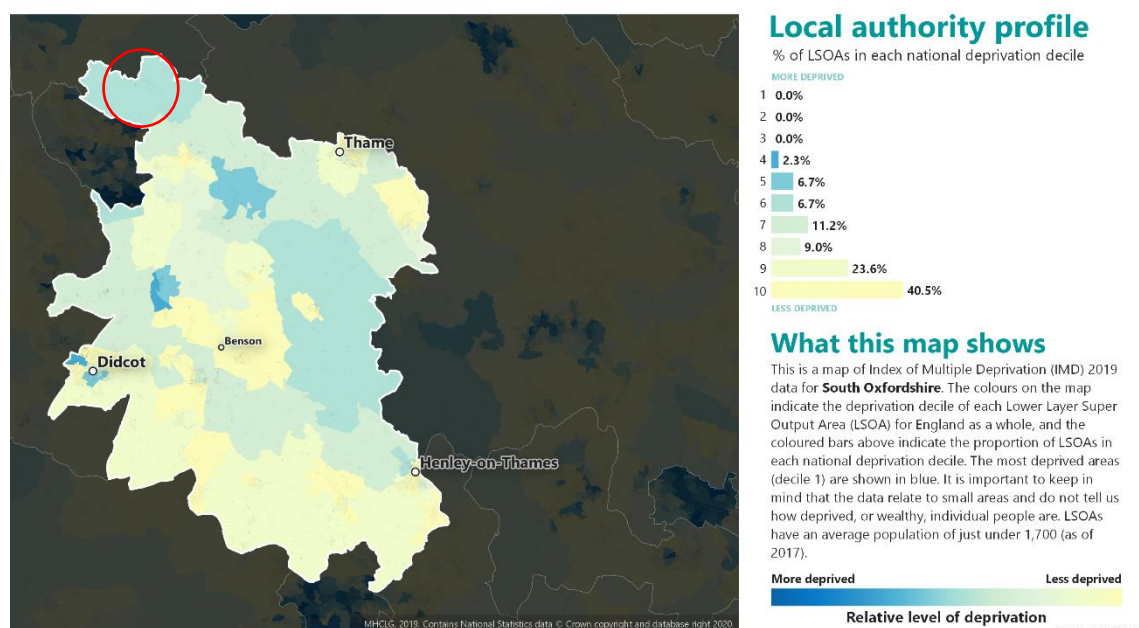 Local authority profile
% of LSOAs in each national deprivation decile
MORE DEPRIVED
1 0.0%
2 0.0%
3 0.0%
4 2.3%
5 6.7%
6 6.7%
7 11.2%
8 9.0%
9 23.6%
10 40.5%
LESS DEPRIVED
Thame
Benson
Didcot
Henley-on-Thames
What this map shows
This is a map of Index of Multiple Deprivation (IMD) 2019
data for South Oxfordshire. The colours on the map
indicate the deprivation decile of each Lower Layer Super
Output Area (LSOA) for England as a whole, and the
coloured bars above indicate the proportion of LSOAs in
each national deprivation decile. The most deprived areas
(decile 1) are shown in blue. It is important to keep in
mind that the data relate to small areas and do not tell us
how deprived, or wealthy, individual people are. LSOAs
have an average population of just under 1,700 (as of
2017).
More deprived Less deprived
Relative level of deprivation
MHCLG, 2019. Contains National Statistics data © Crown copyright and database right 2020